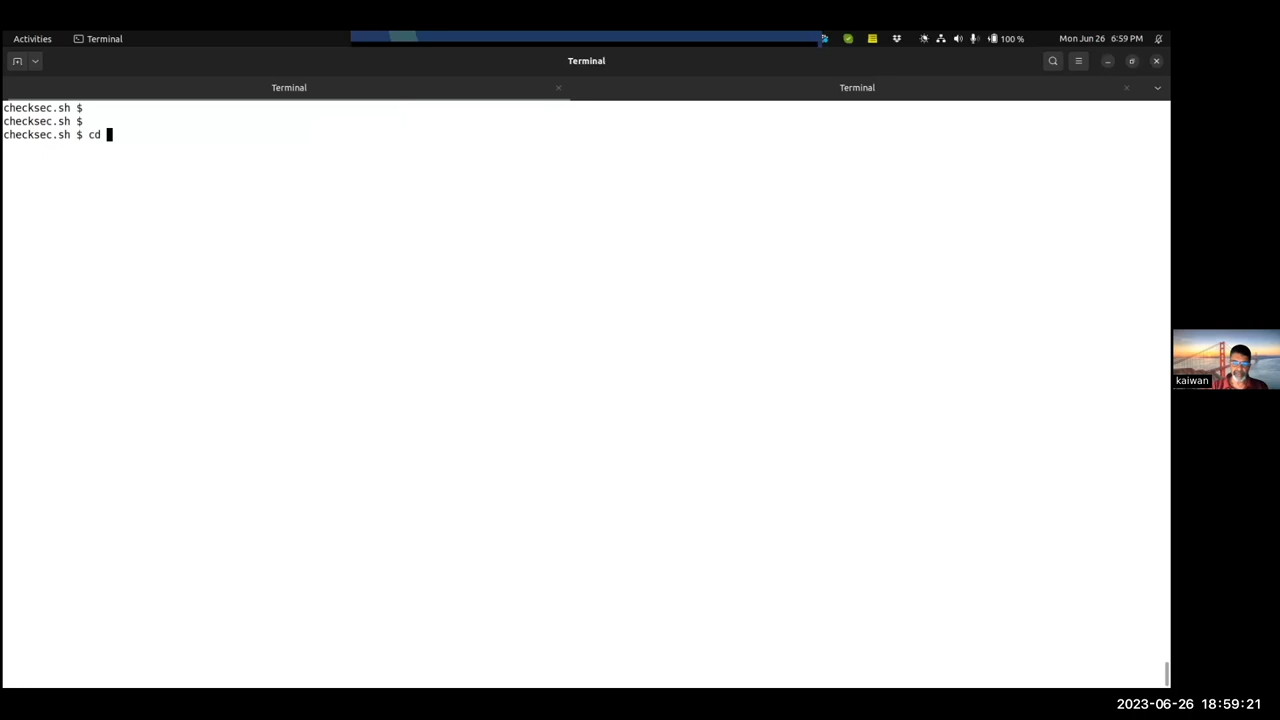 Activities
Terminal
100 %
Mon Jun 26 6:59 PM
Terminal
Terminal
Terminal
checksec.sh $
checksec.sh $
checksec.sh $ cd
kaiwan
2023-06-26 18:59:21